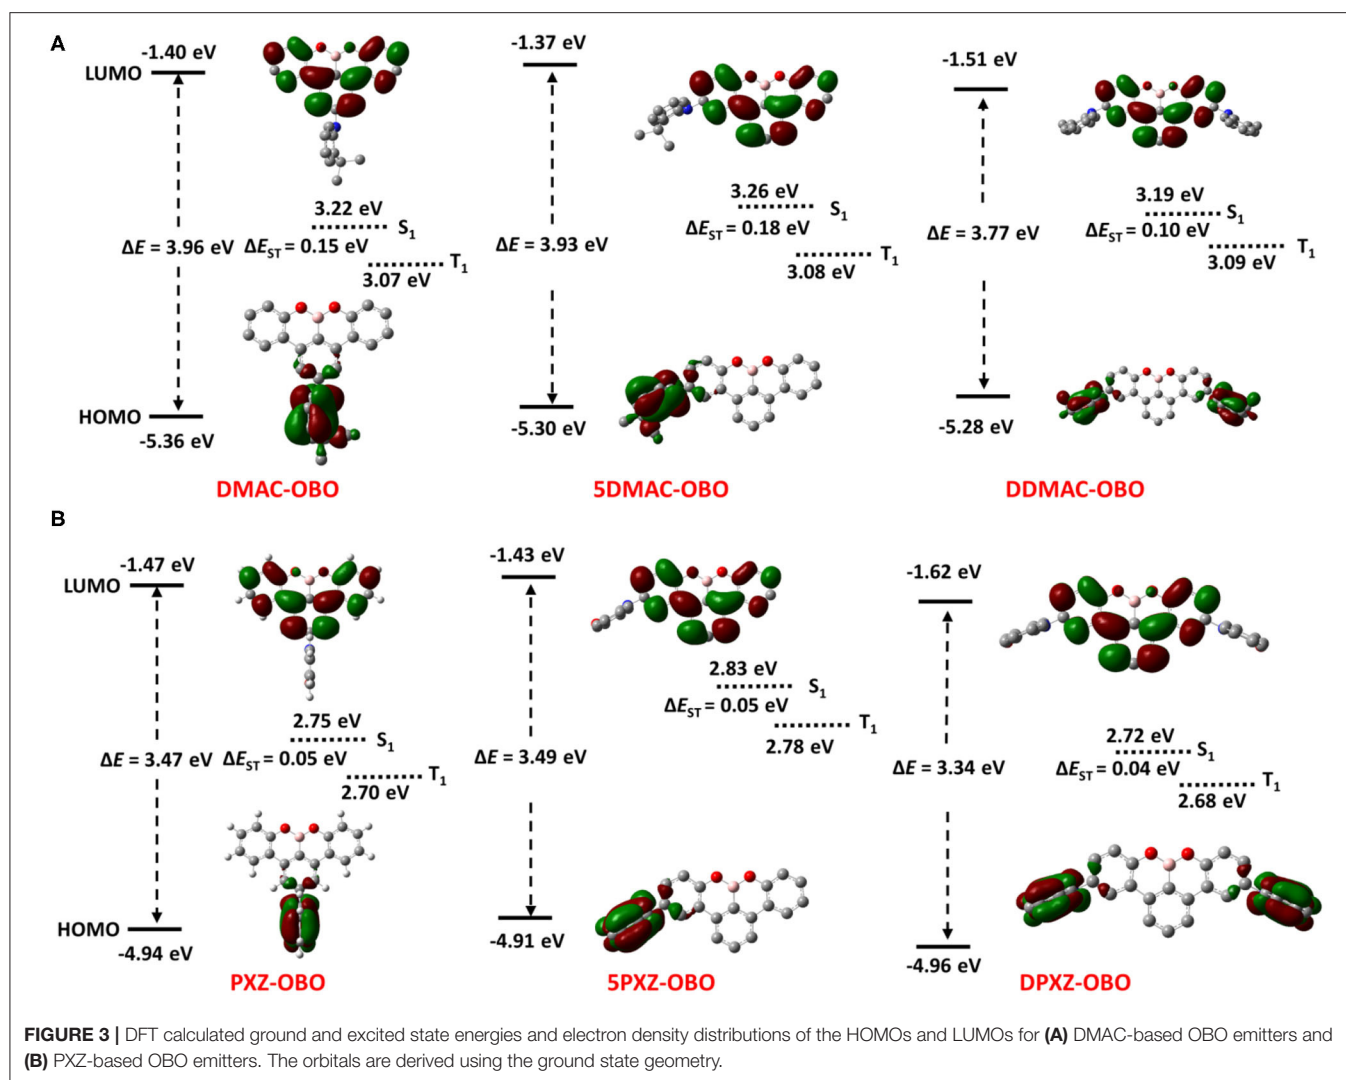 A
-1.40 eV
LUMO
3.22 eV
S1
ΔE = 3.96 eV
ΔEST = 0.15 eV
T1
3.07 eV
HOMO
-5.36 eV
DMAC-OBO
-1.37 eV
3.26 eV
S1
ΔEST = 0.18 eV
ΔE = 3.93 eV
T1
3.08 eV
-5.30 eV
5DMAC-OBO
-1.51 eV
3.19 eV
S1
ΔEST = 0.10 eV
ΔE = 3.77 eV
T1
3.09 eV
-5.28 eV
DDMAC-OBO
B
-1.47 eV
LUMO
2.75 eV
S1
ΔE = 3.47 eV
ΔEST = 0.05 eV
T1
2.70 eV
HOMO
-4.94 eV
PXZ-OBO
-1.43 eV
2.83 eV
S1
ΔEST = 0.05 eV
T1
2.78 eV
ΔE = 3.49 eV
-4.91 eV
5PXZ-OBO
-1.62 eV
2.72 eV
S1
ΔEST = 0.04 eV
ΔE = 3.34 eV
T1
2.68 eV
-4.96 eV
DPXZ-OBO
FIGURE 3 | DFT calculated ground and excited state energies and electron density distributions of the HOMOs and LUMOs for (A) DMAC-based OBO emitters and
(B) PXZ-based OBO emitters. The orbitals are derived using the ground state geometry.